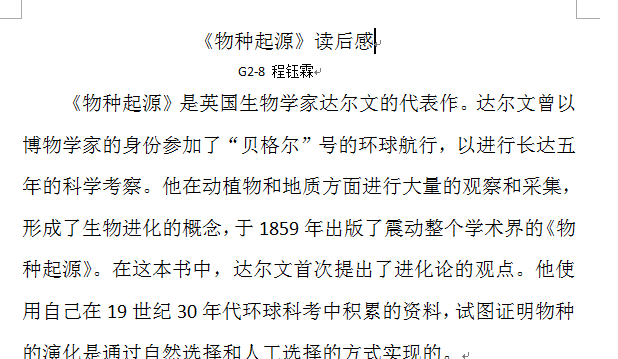 《物种起源》读后感
G2-8 程钰霖
《物种起源》是英国生物学家达尔文的代表作。达尔文曾以
博物学家的身份参加了“贝格尔”号的环球航行，以进行长达五
年的科学考察。他在动植物和地质方面进行大量的观察和采集，
形成了生物进化的概念，于 1859 年出版了震动整个学术界的《物
种起源》。在这本书中，达尔文首次提出了进化论的观点。他使
用自己在 19 世纪 30 年代环球科考中积累的资料，试图证明物种
的演化是通过自然选择和人工选择的方式实现的。